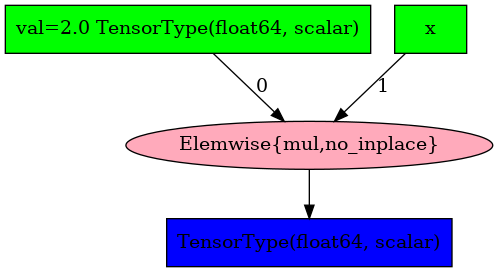 val=2.0 TensorType(float64, scalar)
x
0
1
Elemwise{mul,no_inplace}
TensorType(float64, scalar)